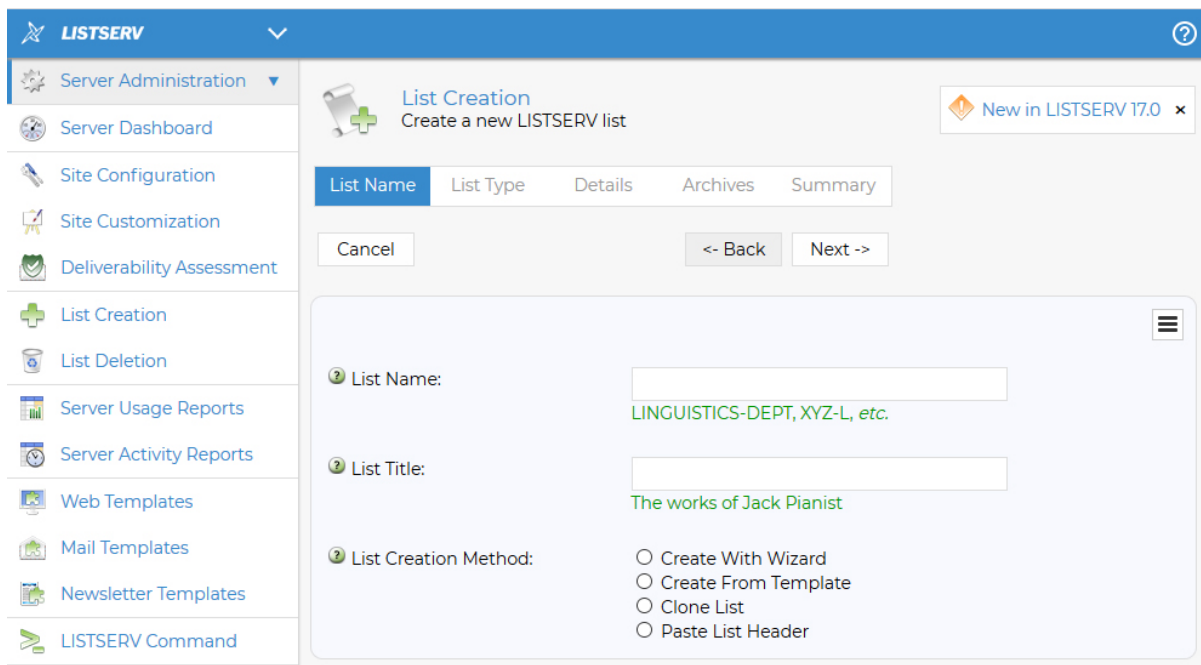 LISTSERV
Server Administration
Server Dashboard
Site Configuration
Site Customization
Deliverability Assessment
List Creation
List Deletion
Server Usage Reports
Server Activity Reports
Web Templates
Mail Templates
Newsletter Templates
LISTSERV Command
List Creation
Create a new LISTSERV list
New in LISTSERV 17.0 ×
List Name List Type Details Archives Summary
Cancel <- Back Next ->
List Name:
LINGUISTICS-DEPT, XYZ-L, etc.
List Title:
The works of Jack Pianist
List Creation Method:
Create With Wizard
Create From Template
Clone List
Paste List Header